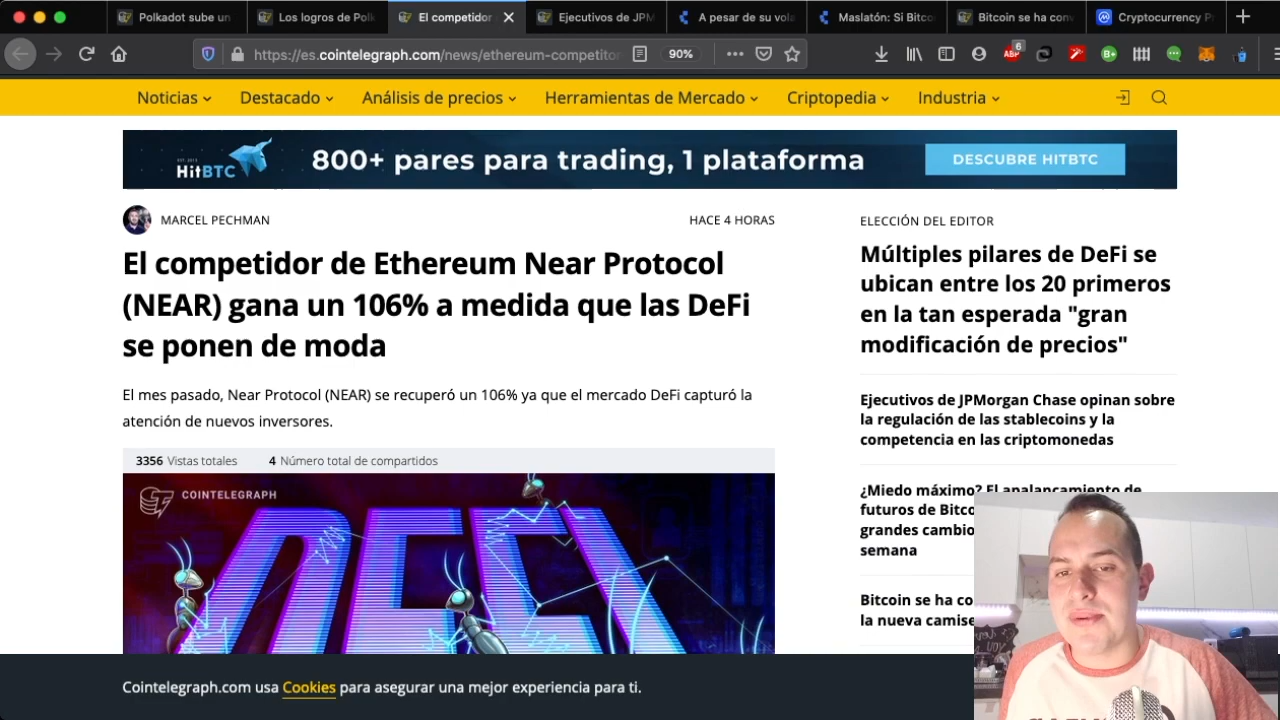 Polkadot sube un
Los logros de Polk
El competidor
Ejecutivos de JPM
A pesar de su vola
Maslatón: Si Bitco
Bitcoin se ha conv
Cryptocurrency Pr
https://es.cointelegraph.com/news/ethereum-competitor
90%
ABP
6
B+
Noticias
Destacado
Análisis de precios
Herramientas de Mercado
Criptopedia
Industria
HitBTC
800+ pares para trading, 1 plataforma
DESCUBRE HITBTC
MARCEL PECHMAN
HACE 4 HORAS
El competidor de Ethereum Near Protocol
(NEAR) gana un 106% a medida que las DeFi
se ponen de moda
El mes pasado, Near Protocol (NEAR) se recuperó un 106% ya que el mercado DeFi capturó la
atención de nuevos inversores.
3356 Vistas totales
4 Número total de compartidos
COINTELEGRAPH
DEFI
ELECCIÓN DEL EDITOR
Múltiples pilares de DeFi se
ubican entre los 20 primeros
en la tan esperada "gran
modificación de precios"
Ejecutivos de JPMorgan Chase opinan sobre
la regulación de las stablecoins y la
competencia en las criptomonedas
¿Miedo máximo? El apalancamiento de
futuros de Bitco
grandes cambio
semana
Bitcoin se ha co
la nueva camise
Cointelegraph.com usa Cookies para asegurar una mejor experiencia para ti.